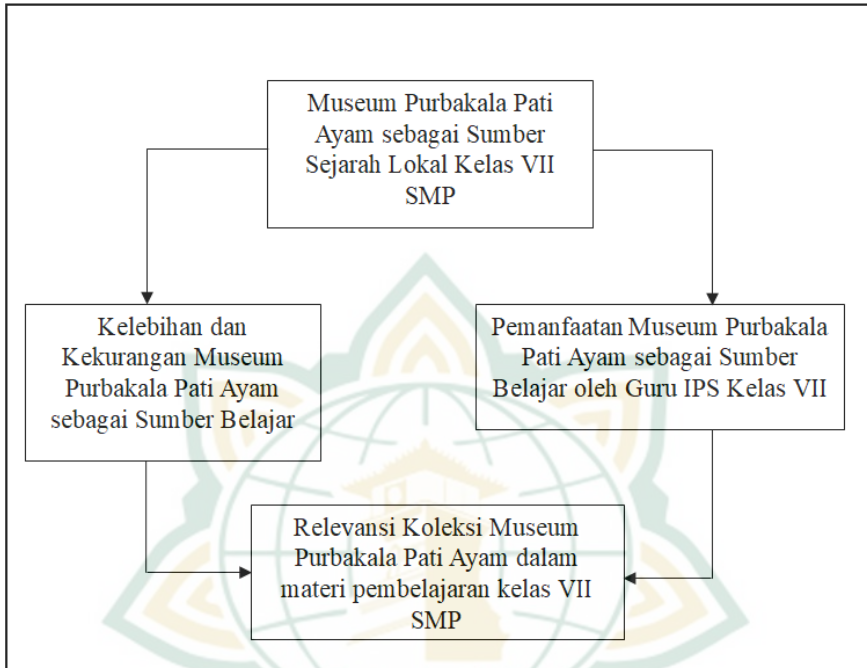 Museum Purbakala Pati
Ayam sebagai Sumber
Sejarah Lokal Kelas VII
SMP
Kelebihan dan
Kekurangan Museum
Purbakala Pati Ayam
sebagai Sumber Belajar
Pemanfaatan Museum Purbakala
Pati Ayam sebagai Sumber
Belajar oleh Guru IPS Kelas VII
Relevansi Koleksi Museum
Purbakala Pati Ayam dalam
materi pembelajaran kelas VII
SMP